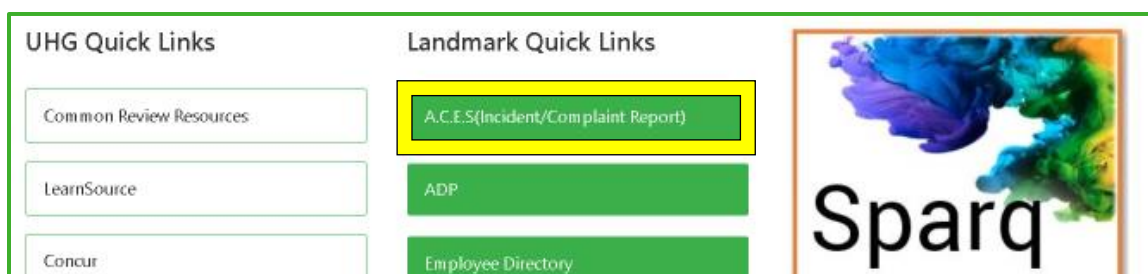 UHG Quick Links
Common Review Resources
LearnSource
Concur
Landmark Quick Links
A.C.E.S(Incident/Complaint Report)
ADP
Employee Directory
Sparq